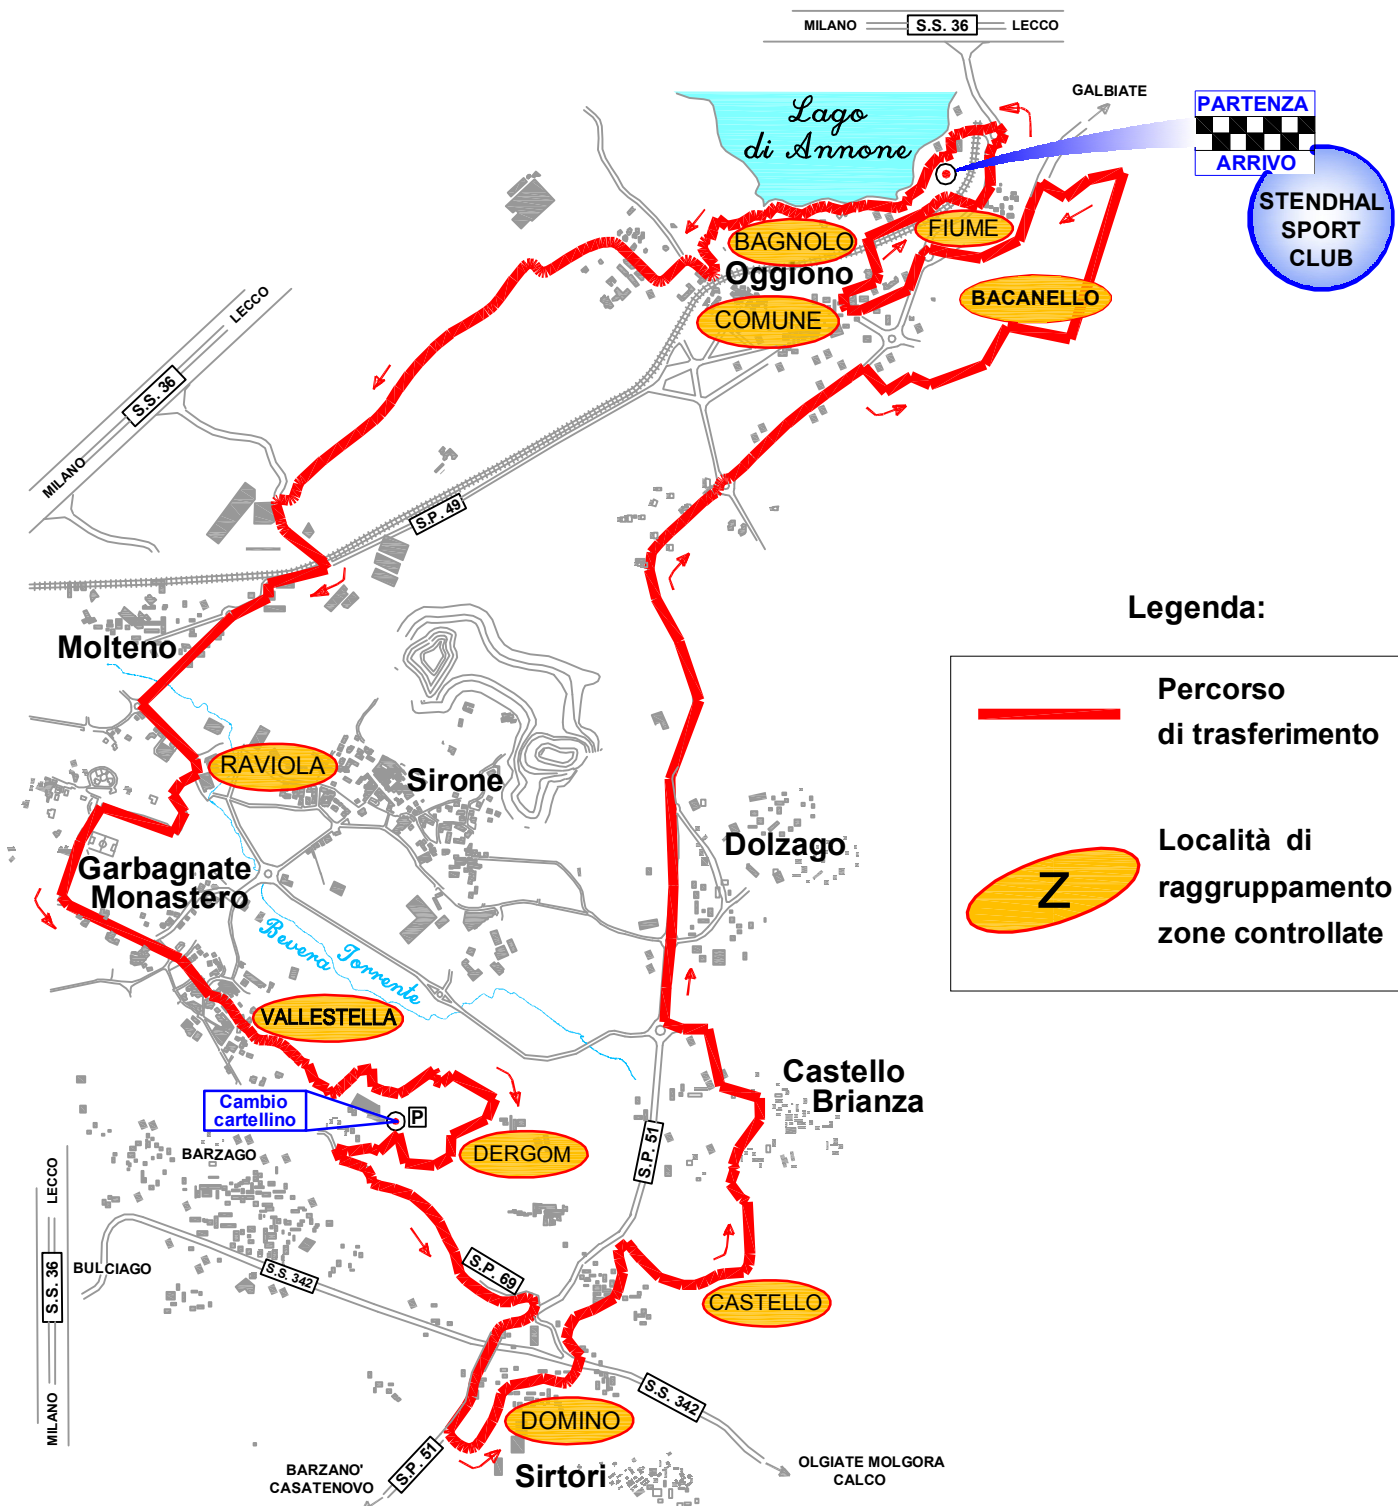 MILANO
S.S. 36
LECCO
GALBIATE
PARTENZA
ARRIVO
STENDHAL
SPORT
CLUB
Lago
di Annone
FIUME
BAGNOLO
Oggiono
COMUNE
BACANELLO
LECCO
S.S. 36
MILANO
S.P. 49
Molteno
RAVIOLA
Sirone
Garbagnate
Monastero
Dolzago
Bevera Torrente
VALLESTELLA
Castello
Brianza
Cambio
cartellino
P
DERGOM
BARZAGO
S.P. 51
LECCO
S.S. 36
MILANO
BULCIAGO
S.S. 342
S.P. 69
CASTELLO
S.S. 342
DOMINO
S.P. 51
Sirtori
BARZANO'
CASATENOVO
OLGIATE MOLGORA
CALCO
Legenda:
Percorso
di trasferimento
Z
Località di
raggruppamento
zone controllate